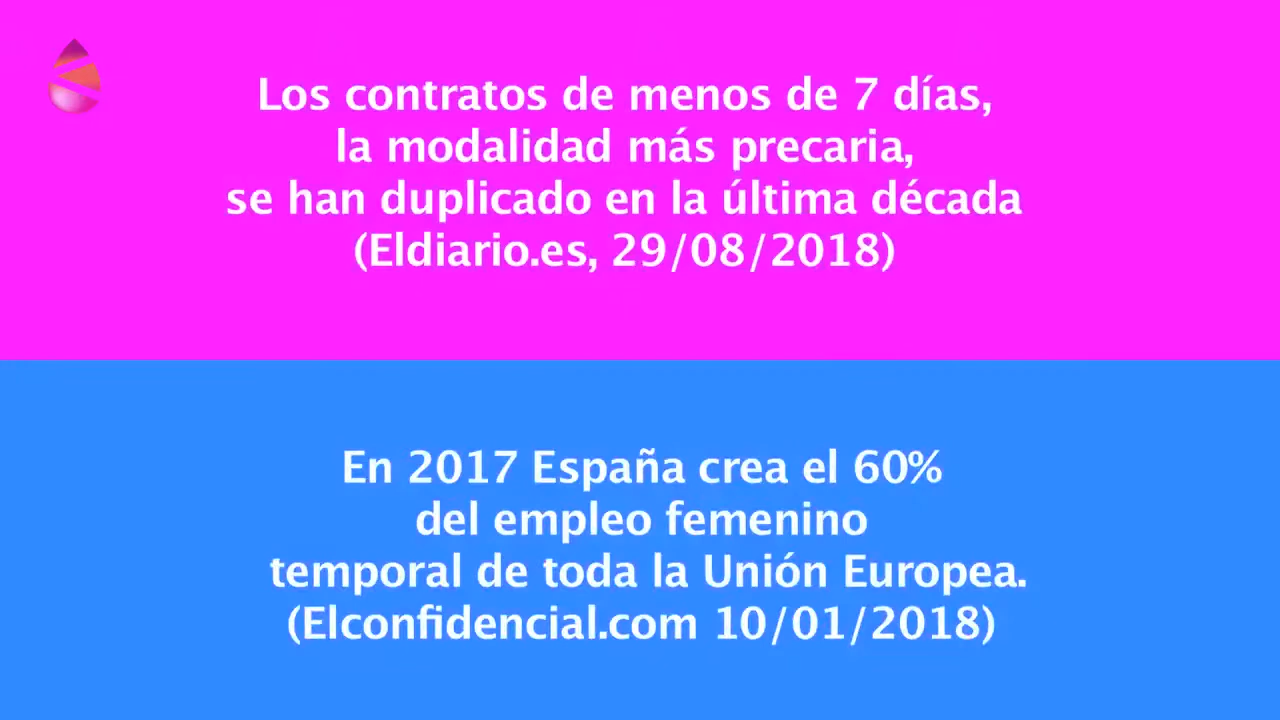 Los contratos de menos de 7 días,
la modalidad más precaria,
se han duplicado en la última década
(Eldiario.es, 29/08/2018)
En 2017 España crea el 60%
del empleo femenino
temporal de toda la Unión Europea.
(Elconfidencial.com 10/01/2018)